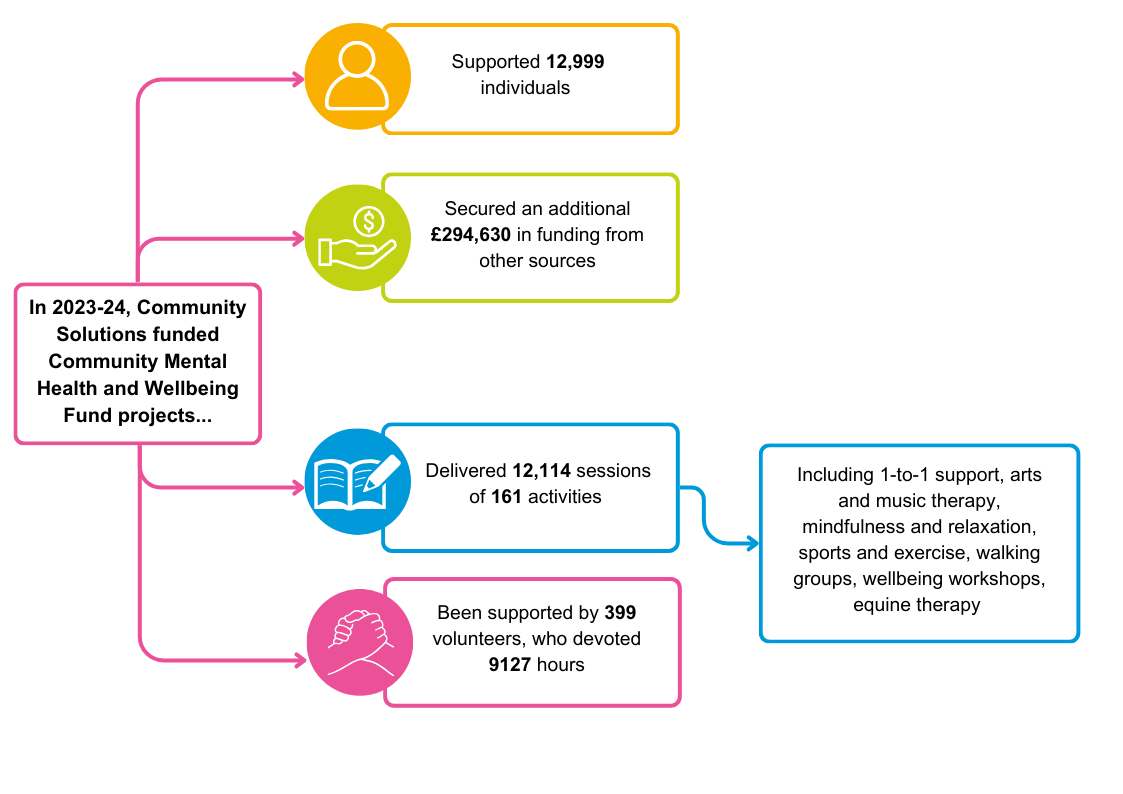 Supported 12,999
individuals
Secured an additional
£294,630 in funding from
other sources
In 2023-24, Community
Solutions funded
Community Mental
Health and Wellbeing
Fund projects...
Delivered 12,114 sessions
of 161 activities
Including 1-to-1 support, arts
and music therapy,
mindfulness and relaxation,
sports and exercise, walking
groups, wellbeing workshops,
equine therapy
Been supported by 399
volunteers, who devoted
9127 hours